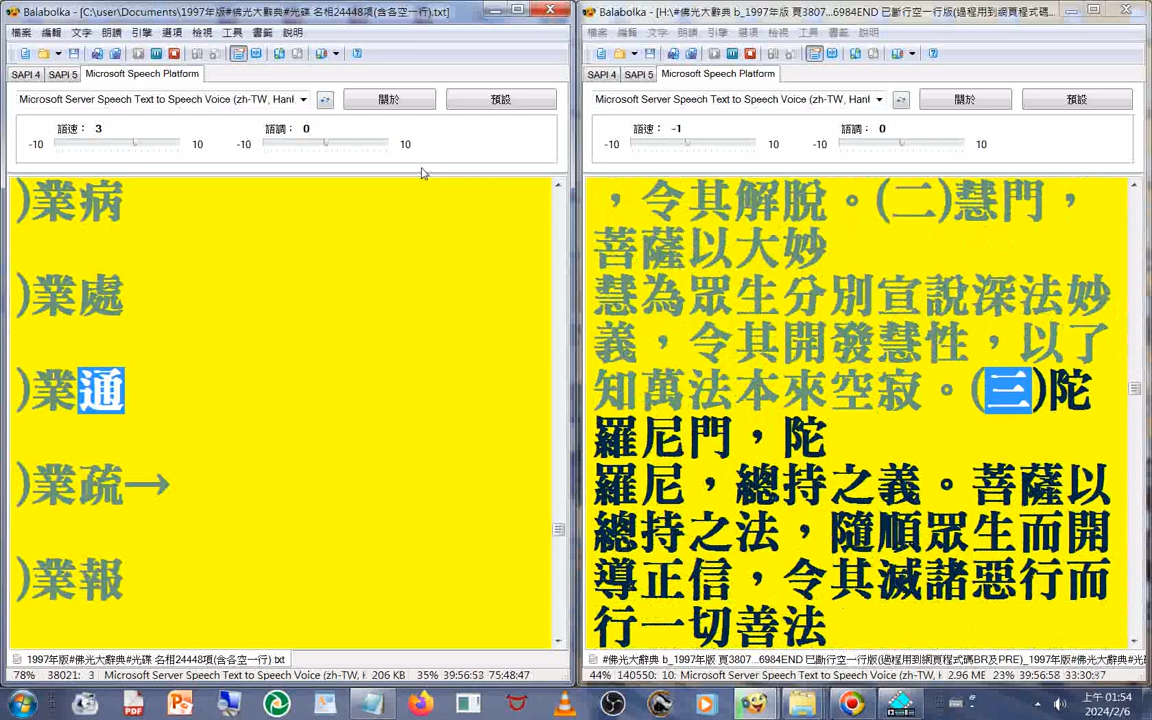 Balabolka - [C:\user\Documents\1997年版#佛光大辭典#光碟 名相24448項(含各空一行).txt]
檔案 編輯 文字 朗讀 引擎 選項 檢視 工具 書籤 說明
SAPI 4 SAPI 5 Microsoft Speech Platform
Microsoft Server Speech Text to Speech Voice (zh-TW, Hanl 關於 預設
語速： 3 語調： 0
-10 10 -10 10
)業病
)業處
)業通
)業疏→
)業報
1997年版#佛光大辭典#光碟 名相24448項(含各空一行).txt
78% 38021: 3 Microsoft Server Speech Text to Speech Voice (zh-TW, H 206 KB 35% 39:56:53 75:48:47
Balabolka - [H:\#佛光大辭典 b_1997年版 頁3807...6984END 已斷行空一行版(過程用到網頁程式碼...
檔案 編輯 文字 朗讀 引擎 選項 檢視 工具 書籤 說明
SAPI 4 SAPI 5 Microsoft Speech Platform
Microsoft Server Speech Text to Speech Voice (zh-TW, Hanl 關於 預設
語速： -1 語調： 0
-10 10 -10 10
，令其解脫。(二)慧門，
菩薩以大妙
慧為眾生分別宣說深法妙
義，令其開發慧性，以了
知萬法本來空寂。(三)陀
羅尼門，陀
羅尼，總持之義。菩薩以
總持之法，隨順眾生而開
導正信，令其滅諸惡行而
行一切善法
#佛光大辭典 b_1997年版 頁3807...6984END 已斷行空一行版(過程用到網頁程式碼BR及PRE)_1997年版#佛光
44% 140550: 10: Microsoft Server Speech Text to Speech Voice (zh-TW, H 2.96 ME 23% 39:56:58 33:30:37
上午 01:54
2024/2/6